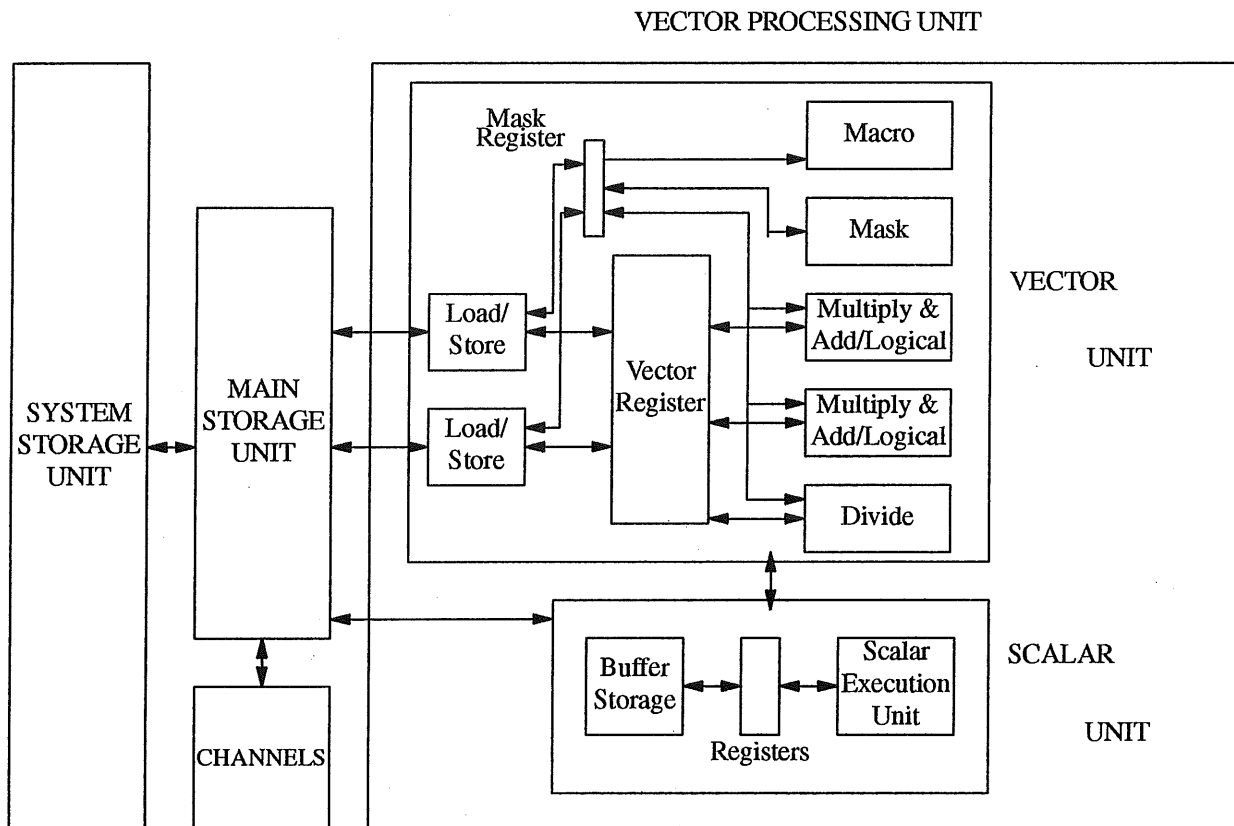 VECTOR PROCESSING UNIT
Mask
Register
Macro
Mask
VECTOR
UNIT
Load/
Store
Multiply &
Add/Logical
Vector
Register
SYSTEM
STORAGE
UNIT
MAIN
STORAGE
UNIT
Load/
Store
Multiply &
Add/Logical
Divide
Buffer
Storage
Registers
Scalar
Execution
Unit
SCALAR
UNIT
CHANNELS